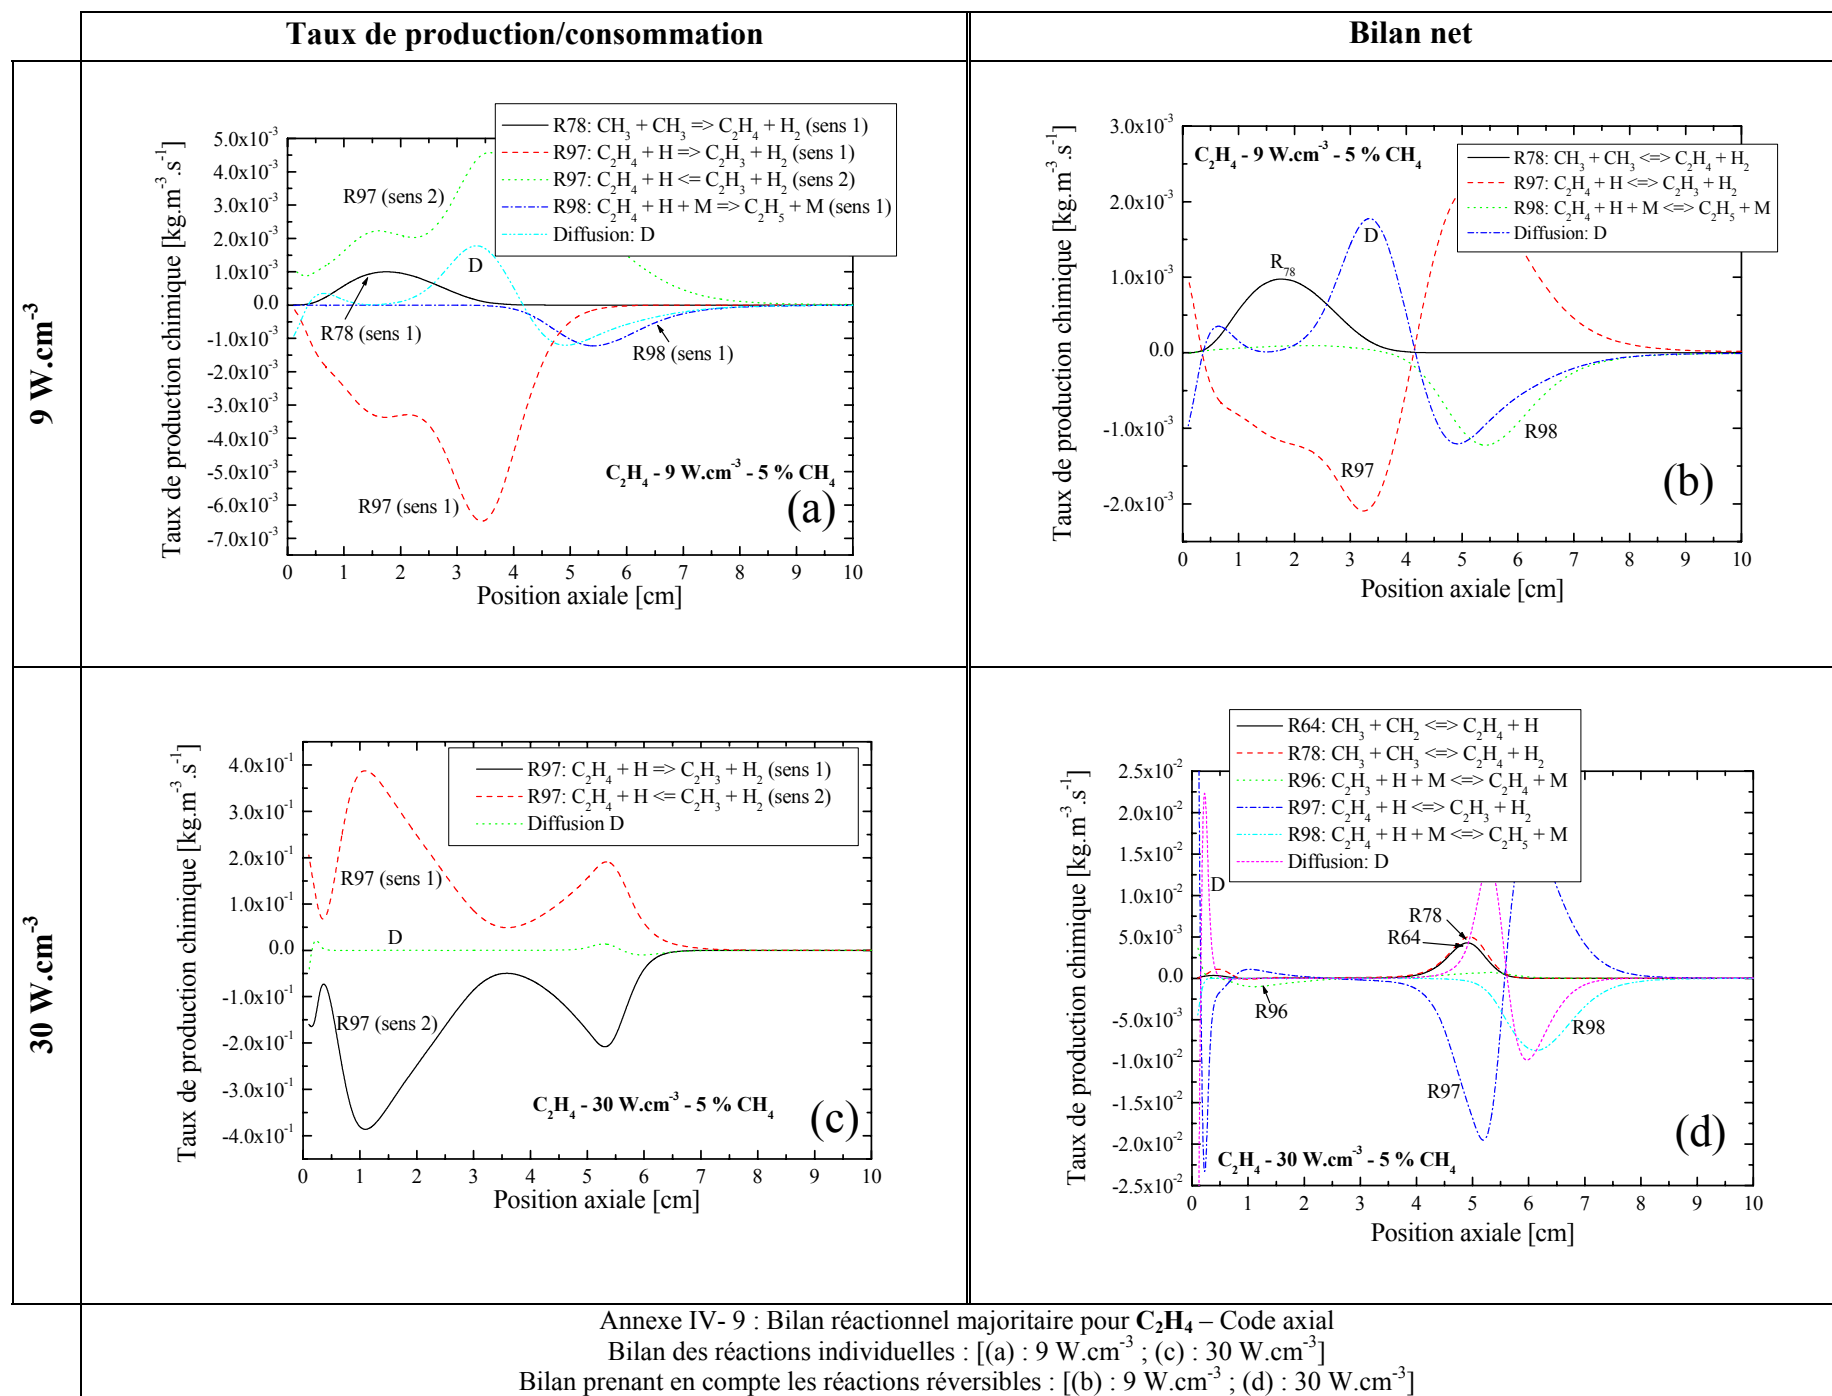 Taux de production/consommation
Bilan net
9 W.cm⁻³
Taux de production chimique [kg.m⁻³.s⁻¹]
5.0x10⁻³
4.0x10⁻³
3.0x10⁻³
2.0x10⁻³
1.0x10⁻³
0.0
-1.0x10⁻³
-2.0x10⁻³
-3.0x10⁻³
-4.0x10⁻³
-5.0x10⁻³
-6.0x10⁻³
-7.0x10⁻³
R78: CH₃ + CH₃ => C₂H₄ + H₂ (sens 1)
R97: C₂H₄ + H => C₂H₃ + H₂ (sens 1)
R97: C₂H₄ + H <= C₂H₃ + H₂ (sens 2)
R98: C₂H₄ + H + M => C₂H₅ + M (sens 1)
Diffusion: D
R97 (sens 2)
D
R78 (sens 1)
R98 (sens 1)
R97 (sens 1)
C₂H₄ - 9 W.cm⁻³ - 5 % CH₄
(a)
0 1 2 3 4 5 6 7 8 9 10
Position axiale [cm]
Taux de production chimique [kg.m⁻³.s⁻¹]
3.0x10⁻³
2.0x10⁻³
1.0x10⁻³
0.0
-1.0x10⁻³
-2.0x10⁻³
C₂H₄ - 9 W.cm⁻³ - 5 % CH₄
R78: CH₃ + CH₃ <=> C₂H₄ + H₂
R97: C₂H₄ + H <=> C₂H₃ + H₂
R98: C₂H₄ + H + M <=> C₂H₅ + M
Diffusion: D
D
R₇₈
R98
R97
(b)
0 1 2 3 4 5 6 7 8 9 10
Position axiale [cm]
30 W.cm⁻³
Taux de production chimique [kg.m⁻³.s⁻¹]
4.0x10⁻¹
3.0x10⁻¹
2.0x10⁻¹
1.0x10⁻¹
0.0
-1.0x10⁻¹
-2.0x10⁻¹
-3.0x10⁻¹
-4.0x10⁻¹
R97: C₂H₄ + H => C₂H₃ + H₂ (sens 1)
R97: C₂H₄ + H <= C₂H₃ + H₂ (sens 2)
Diffusion D
R97 (sens 1)
D
R97 (sens 2)
C₂H₄ - 30 W.cm⁻³ - 5 % CH₄
(c)
0 1 2 3 4 5 6 7 8 9 10
Position axiale [cm]
Taux de production chimique [kg.m⁻³.s⁻¹]
2.5x10⁻²
2.0x10⁻²
1.5x10⁻²
1.0x10⁻²
5.0x10⁻³
0.0
-5.0x10⁻³
-1.0x10⁻²
-1.5x10⁻²
-2.0x10⁻²
-2.5x10⁻²
R64: CH₃ + CH₂ <=> C₂H₄ + H
R78: CH₃ + CH₃ <=> C₂H₄ + H₂
R96: C₂H₃ + H + M <=> C₂H₄ + M
R97: C₂H₄ + H <=> C₂H₃ + H₂
R98: C₂H₄ + H + M <=> C₂H₅ + M
Diffusion: D
D
R78
R64
R96
R98
R97
C₂H₄ - 30 W.cm⁻³ - 5 % CH₄
(d)
0 1 2 3 4 5 6 7 8 9 10
Position axiale [cm]
Annexe IV- 9 : Bilan réactionnel majoritaire pour C₂H₄ – Code axial
Bilan des réactions individuelles : [(a) : 9 W.cm⁻³ ; (c) : 30 W.cm⁻³]
Bilan prenant en compte les réactions réversibles : [(b) : 9 W.cm⁻³ ; (d) : 30 W.cm⁻³]